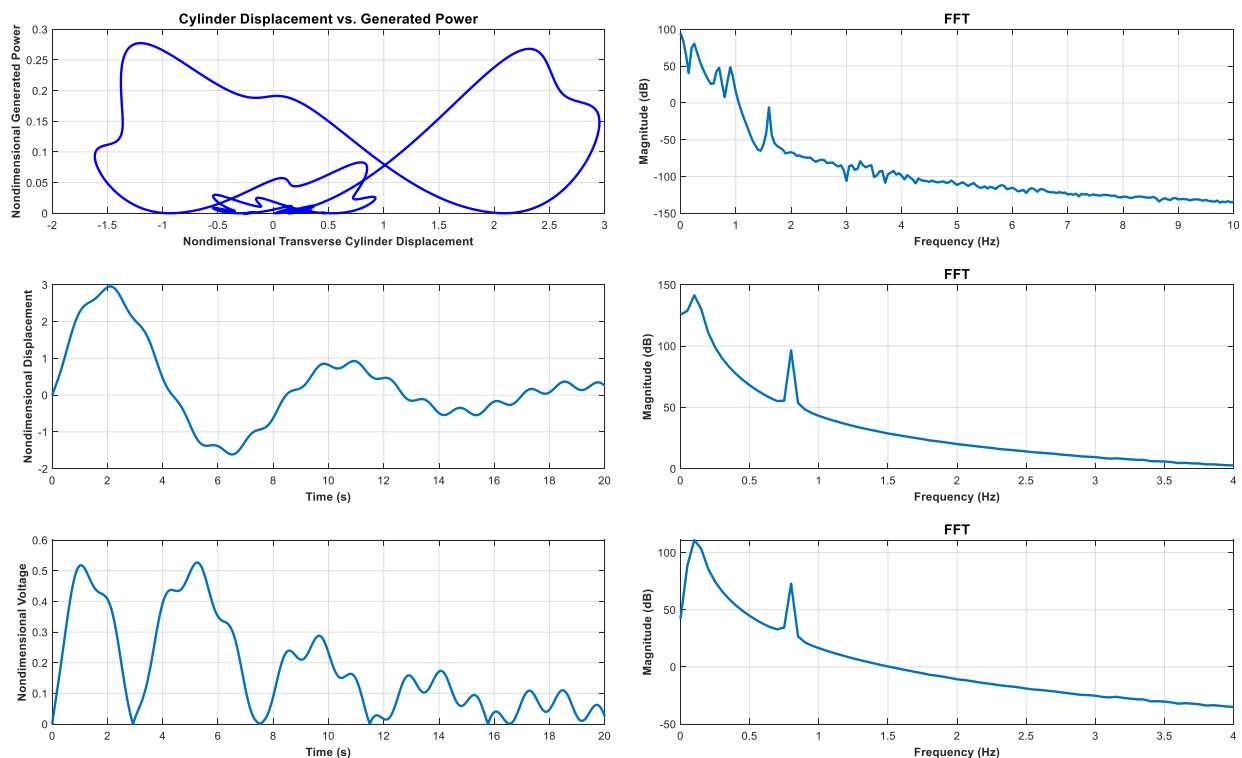 Cylinder Displacement vs. Generated Power
Nondimensional Generated Power
0.3
0.25
0.2
0.15
0.1
0.05
0
-2 -1.5 -1 -0.5 0 0.5 1 1.5 2 2.5 3
Nondimensional Transverse Cylinder Displacement
FFT
Magnitude (dB)
100
50
0
-50
-100
-150
0 1 2 3 4 5 6 7 8 9 10
Frequency (Hz)
Nondimensional Displacement
3
2
1
0
-1
-2
0 2 4 6 8 10 12 14 16 18 20
Time (s)
FFT
Magnitude (dB)
150
100
50
0
0 0.5 1 1.5 2 2.5 3 3.5 4
Frequency (Hz)
Nondimensional Voltage
0.6
0.5
0.4
0.3
0.2
0.1
0
0 2 4 6 8 10 12 14 16 18 20
Time (s)
FFT
Magnitude (dB)
100
50
0
-50
0 0.5 1 1.5 2 2.5 3 3.5 4
Frequency (Hz)